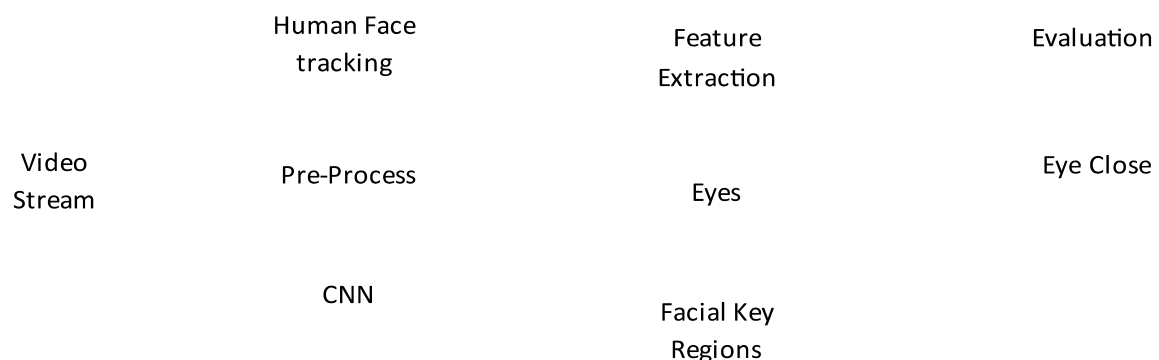 Human Face
tracking
Feature
Extraction
Evaluation
Video
Stream
Pre-Process
Eyes
Eye Close
CNN
Facial Key
Regions